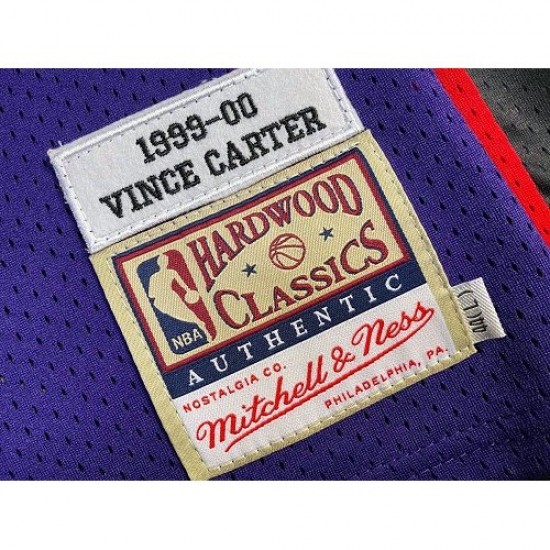 1999-00
VINCE CARTER
HARDWOOD
CLASSICS
NBA
AUTHENTIC
NOSTALGIA CO.
Mitchell & Ness
PHILADELPHIA, PA.